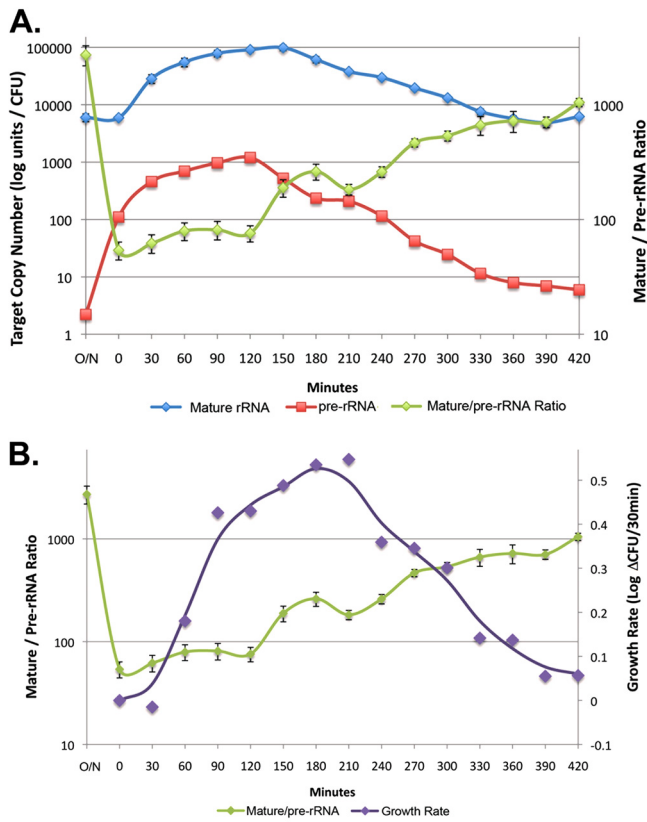 A.
Target Copy Number (log units / CFU)
100000
10000
1000
100
10
1
Mature / Pre-rRNA Ratio
1000
100
10
O/N 0 30 60 90 120 150 180 210 240 270 300 330 360 390 420
Minutes
Mature rRNA pre-rRNA Mature/pre-rRNA Ratio
B.
Mature / Pre-rRNA Ratio
1000
100
10
Growth Rate (Log ΔCFU/30min)
0.5
0.4
0.3
0.2
0.1
0
-0.1
O/N 0 30 60 90 120 150 180 210 240 270 300 330 360 390 420
Minutes
Mature/pre-rRNA Growth Rate